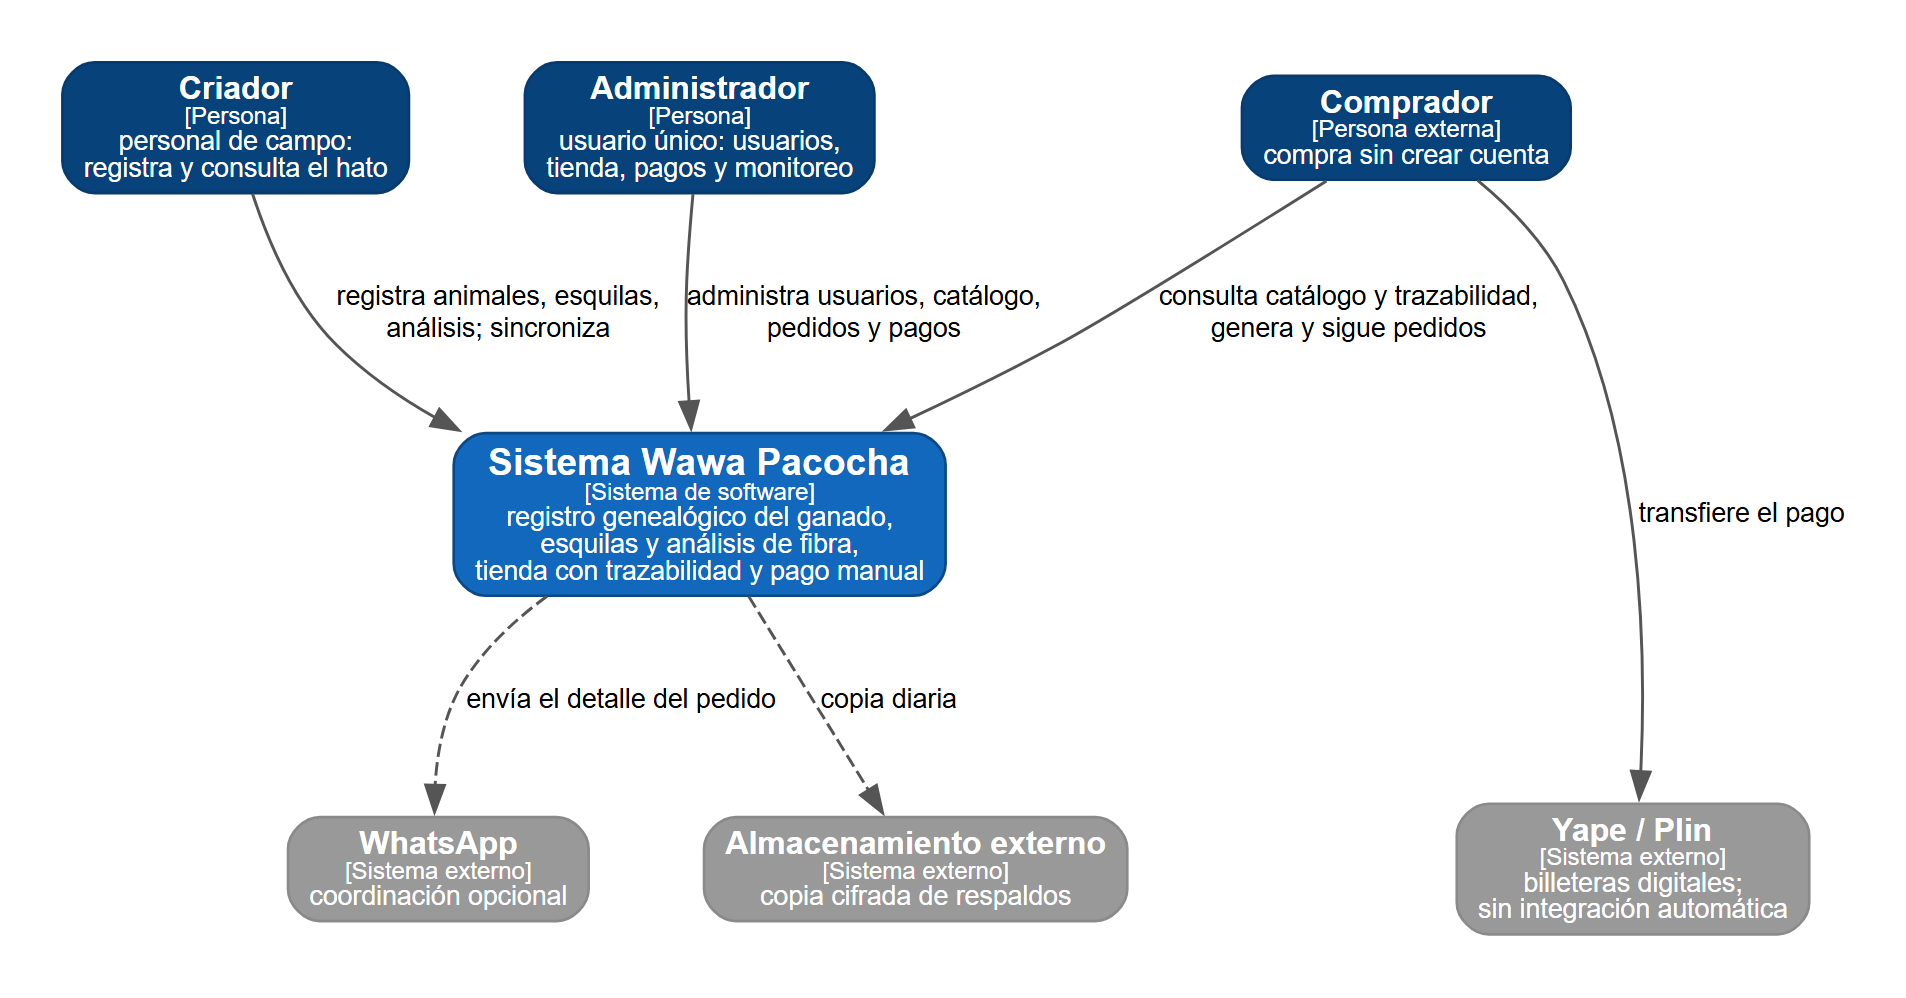 Criador
[Persona]
personal de campo:
registra y consulta el hato
Administrador
[Persona]
usuario único: usuarios,
tienda, pagos y monitoreo
Comprador
[Persona externa]
compra sin crear cuenta
registra animales, esquilas,
análisis; sincroniza
administra usuarios, catálogo,
pedidos y pagos
consulta catálogo y trazabilidad,
genera y sigue pedidos
Sistema Wawa Pacocha
[Sistema de software]
registro genealógico del ganado,
esquilas y análisis de fibra,
tienda con trazabilidad y pago manual
transfiere el pago
envía el detalle del pedido
copia diaria
WhatsApp
[Sistema externo]
coordinación opcional
Almacenamiento externo
[Sistema externo]
copia cifrada de respaldos
Yape / Plin
[Sistema externo]
billeteras digitales;
sin integración automática